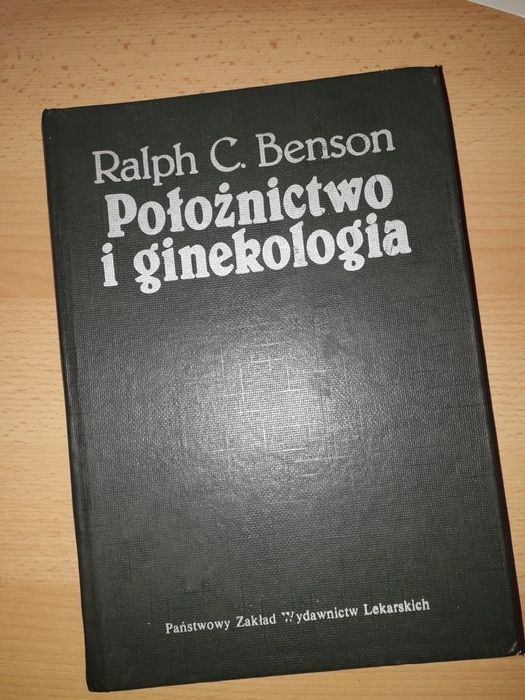 Ralph C. Benson
Położnictwo
i ginekologia
Państwowy Zakład Wydawnictw Lekarskich